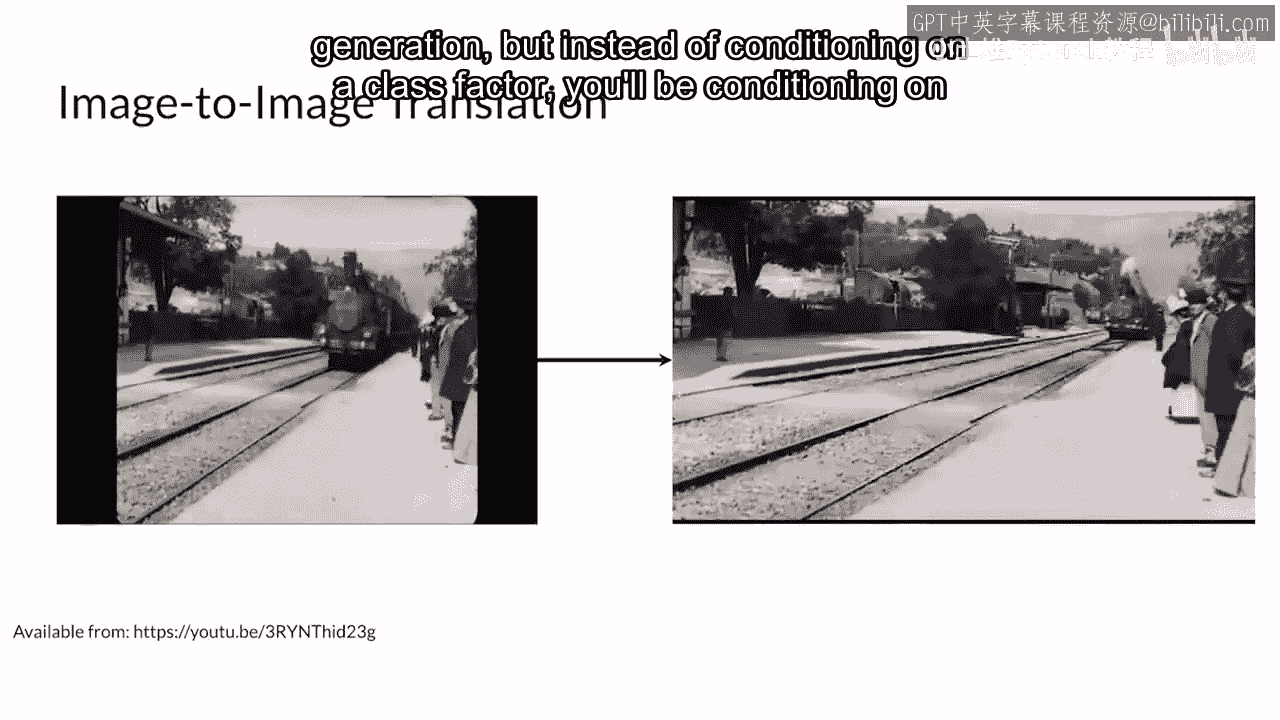 GPT中英字幕课程资源@bilibili.com
generation, but instead of conditioning on
a class factor, you'll be conditioning on
Image-to-Image Translation
Available from: https://youtu.be/3RYNThid23g